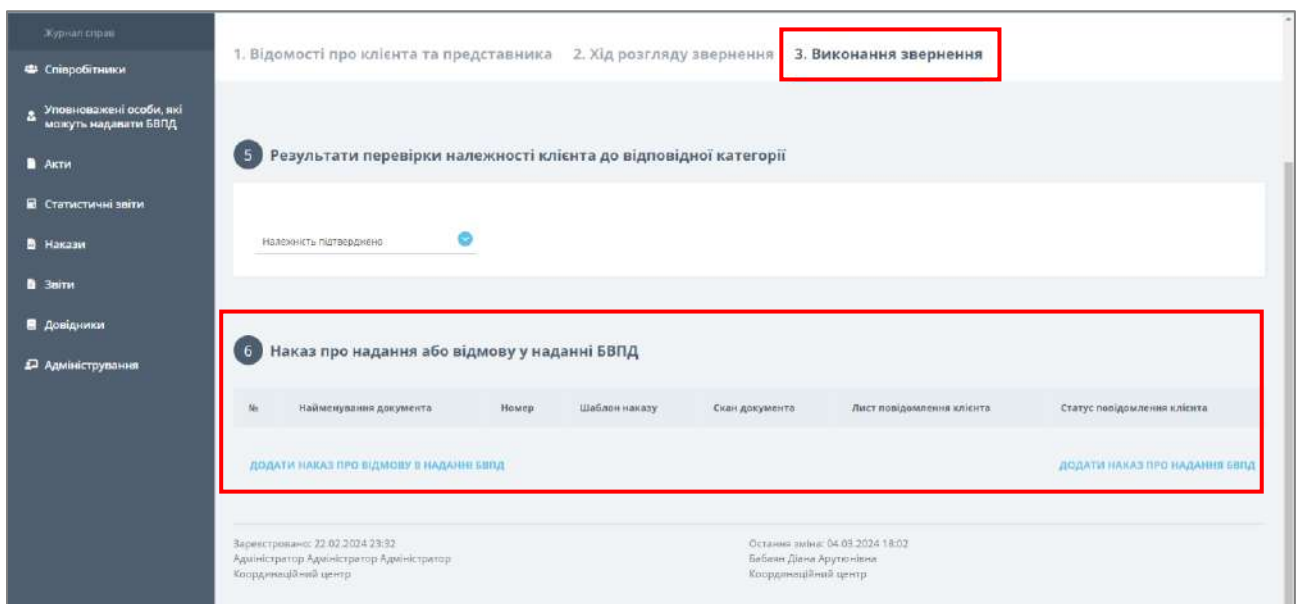 Журнал справ
Співробітники
Уповноважені особи, які
можуть надавати БВПД
Акти
Статистичні звіти
Накази
Звіти
Довідники
Адміністрування
1. Відомості про клієнта та представника 2. Хід розгляду звернення 3. Виконання звернення
5 Результати перевірки належності клієнта до відповідної категорії
Належність підтверджено
6 Наказ про надання або відмову у наданні БВПД
№ Найменування документа Номер Шаблон наказу Скан документа Лист повідомлення клієнта Статус повідомлення клієнта
ДОДАТИ НАКАЗ ПРО ВІДМОВУ В НАДАННІ БВПД ДОДАТИ НАКАЗ ПРО НАДАННЯ БВПД
Зареєстровано: 22.02.2024 23:32 Остання зміна: 04.03.2024 18:02
Адміністратор Адміністратор Адміністратор Бабаян Діана Арутюнівна
Координаційний центр Координаційний центр